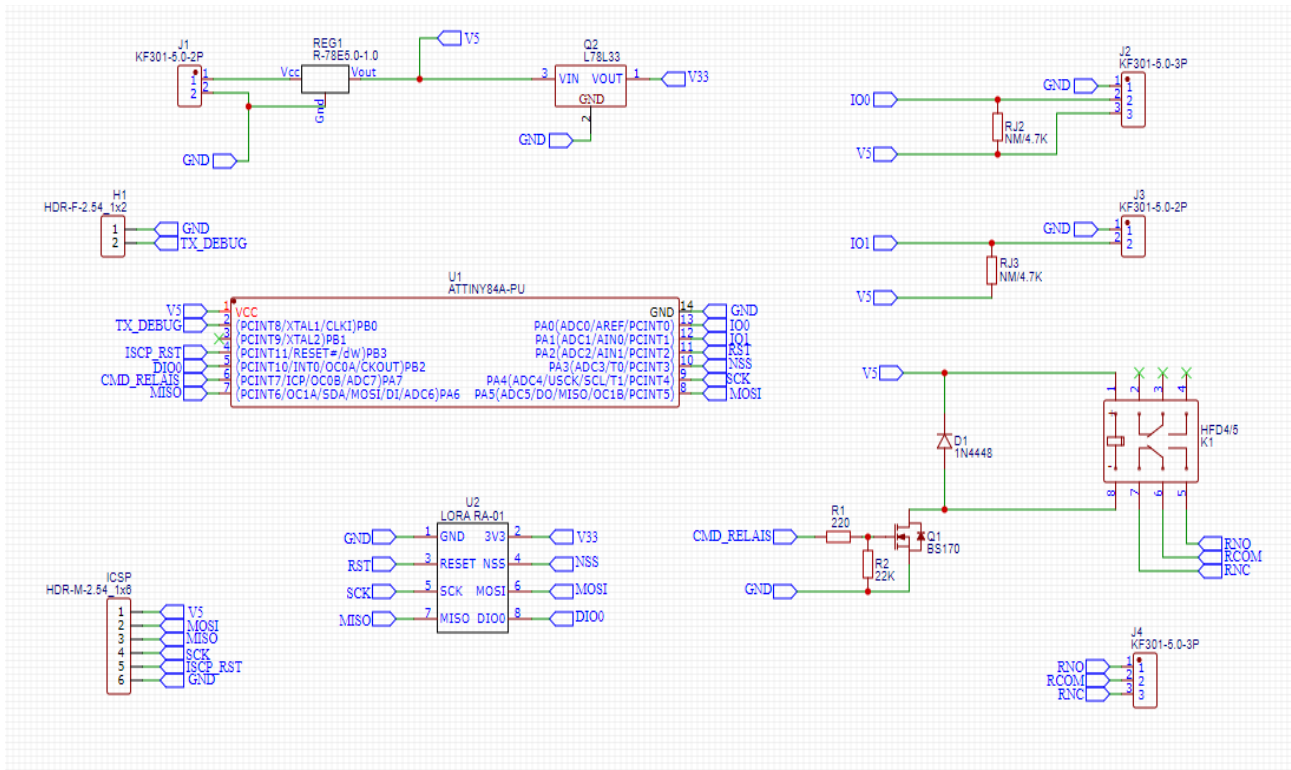 J1
KF301-5.0-2P
1
2
1
2
REG1
R-78E5.0-1.0
Vcc
Vout
Gnd
V5
GND
Q2
L78L33
3
VIN
VOUT
1
GND
2
V33
GND
J2
KF301-5.0-3P
GND
1
2
3
1
2
3
IO0
RJ2
NM/4.7K
V5
H1
HDR-F-2.54_1x2
1
2
GND
TX_DEBUG
J3
KF301-5.0-2P
GND
1
2
1
2
IO1
RJ3
NM/4.7K
V5
U1
ATTINY84A-PU
V5 1 VCC
TX_DEBUG 2 (PCINT8/XTAL1/CLKI)PB0
3 (PCINT9/XTAL2)PB1
ISCP_RST 4 (PCINT11/RESET#/dW)PB3
DIO0 5 (PCINT10/INT0/OC0A/CKOUT)PB2
CMD_RELAIS 6 (PCINT7/ICP/OC0B/ADC7)PA7
MISO 7 (PCINT6/OC1A/SDA/MOSI/DI/ADC6)PA6
GND 14 GND
PA0(ADC0/AREF/PCINT0) 13 IO0
PA1(ADC1/AIN0/PCINT1) 12 IO1
PA2(ADC2/AIN1/PCINT2) 11 RST
PA3(ADC3/T0/PCINT3) 10 NSS
PA4(ADC4/USCK/SCL/T1/PCINT4) 9 SCK
PA5(ADC5/DO/MISO/OC1B/PCINT5) 8 MOSI
V5
1
2
3
4
+
-
HFD4/5
K1
8
7
6
5
D1
1N4448
R1
220
CMD_RELAIS
Q1
BS170
R2
22K
GND
RNO
RCOM
RNC
U2
LORA RA-01
GND 1 GND 3V3 2 V33
RST 3 RESET NSS 4 NSS
SCK 5 SCK MOSI 6 MOSI
MISO 7 MISO DIO0 8 DIO0
ICSP
HDR-M-2.54_1x6
1 V5
2 MOSI
3 MISO
4 SCK
5 ISCP_RST
6 GND
J4
KF301-5.0-3P
RNO 1 1
RCOM 2 2
RNC 3 3